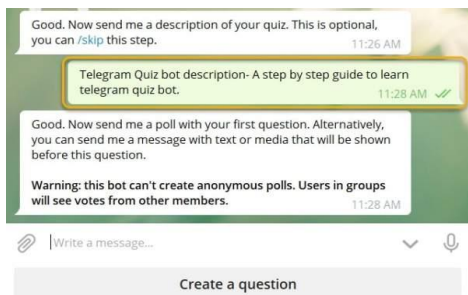 Good. Now send me a description of your quiz. This is optional,
you can /skip this step.
11:26 AM
Telegram Quiz bot description- A step by step guide to learn
telegram quiz bot.
11:28 AM
Good. Now send me a poll with your first question. Alternatively,
you can send me a message with text or media that will be shown
before this question.
Warning: this bot can't create anonymous polls. Users in groups
will see votes from other members.
11:28 AM
Write a message...
Create a question